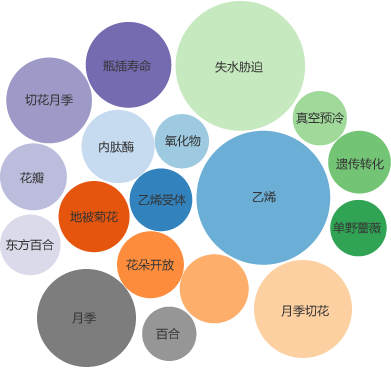 失水胁迫
瓶插寿命
切花月季
真空预冷
氧化物
内肽酶
遗传转化
花瓣
乙烯受体
乙烯
地被菊花
单野蔷薇
东方百合
花朵开放
月季切花
月季
百合